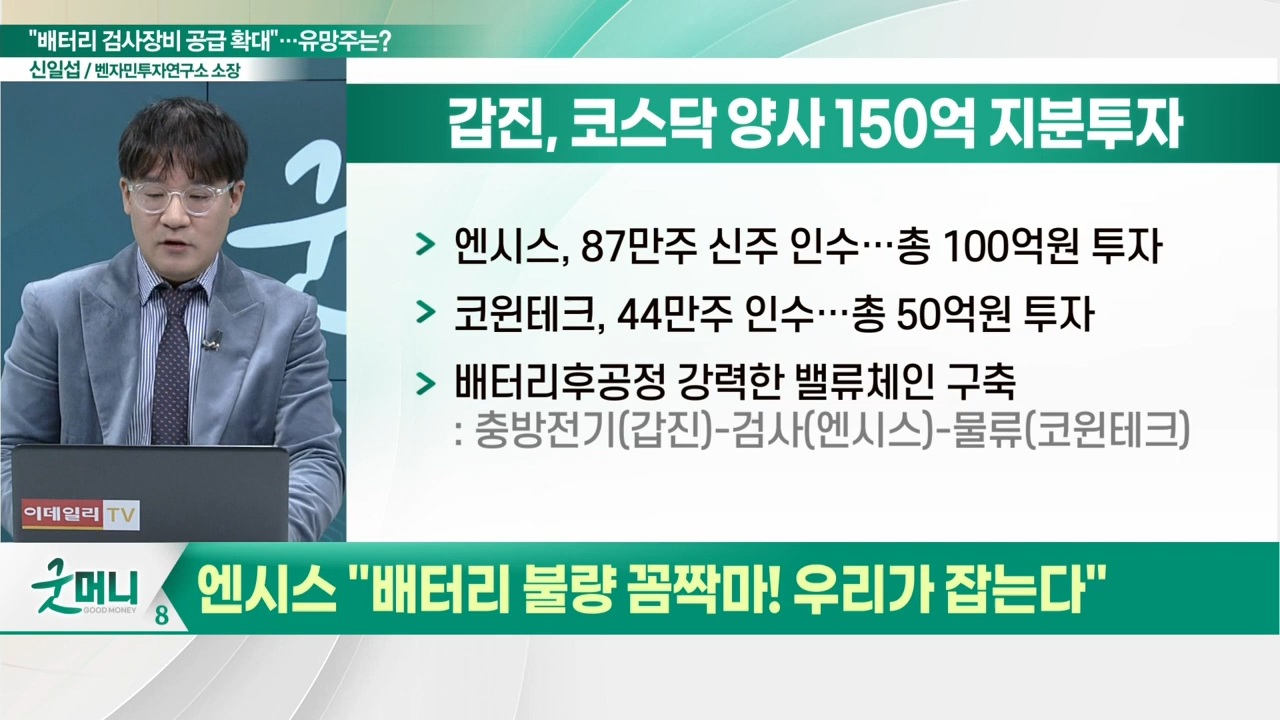 "배터리 검사장비 공급 확대"…유망주는?
신일섭 / 벤자민투자연구소 소장
갑진, 코스닥 양사 150억 지분투자
> 엔시스, 87만주 신주 인수…총 100억원 투자
> 코윈테크, 44만주 인수…총 50억원 투자
> 배터리후공정 강력한 밸류체인 구축
: 충방전기(갑진)-검사(엔시스)-물류(코윈테크)
이데일리 TV
굿머니
GOOD MONEY
8
엔시스 "배터리 불량 꼼짝마! 우리가 잡는다"